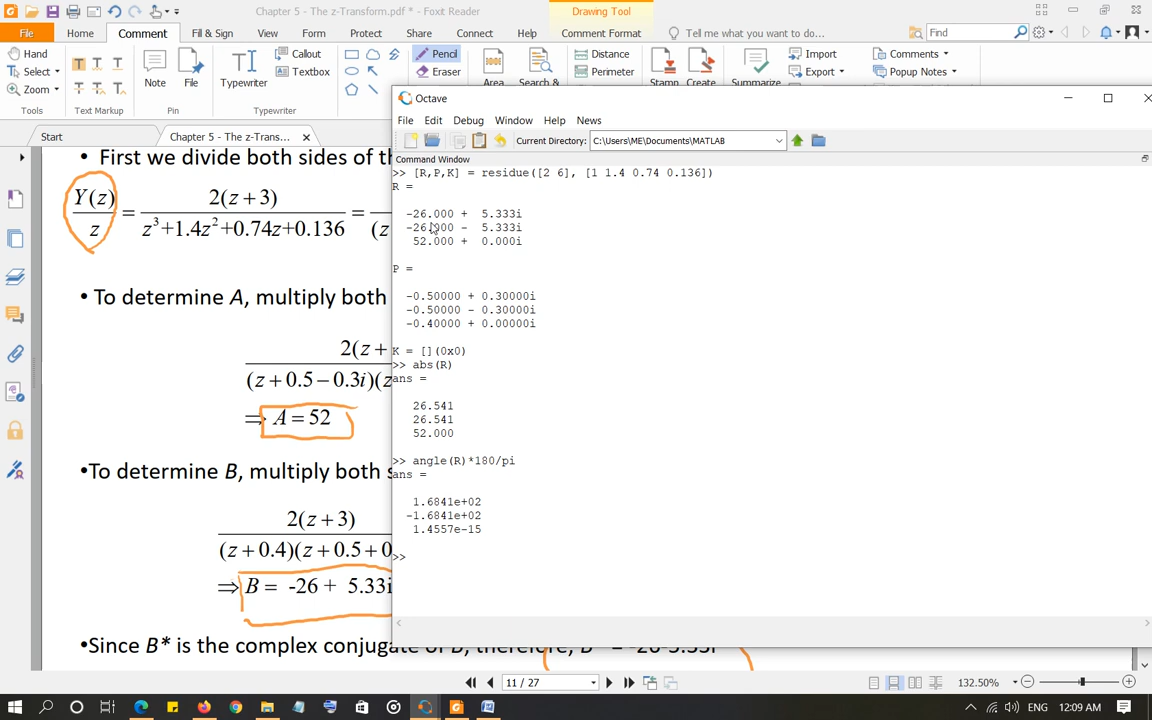 Chapter 5 - The z-Transform.pdf * - Foxit Reader
Drawing Tool
File
Home
Comment
Fill & Sign
View
Form
Protect
Share
Connect
Help
Comment Format
Tell me what you want to do...
Find
Hand
Select
Zoom
Tools
T T T
Text Markup
Note
File
Pin
Typewriter
Callout
Textbox
Typewriter
Pencil
Eraser
Area
Search &
Distance
Perimeter
Stamp
Create
Summarize
Import
Export
Comments
Popup Notes
Start
Chapter 5 - The z-Trans...
• First we divide both sides of th
Y(z)/z = 2(z+3)/(z³+1.4z²+0.74z+0.136) = /(z
• To determine A, multiply both
2(z+
(z+0.5−0.3i)(z
⇒ A = 52
•To determine B, multiply both s
2(z+3)
(z+0.4)(z+0.5+0
⇒ B = -26 + 5.33i
•Since B* is the complex conjugate of B, therefore, B* = -26-5.33i
Octave
File Edit Debug Window Help News
Current Directory: C:\Users\ME\Documents\MATLAB
Command Window
>> [R,P,K] = residue([2 6], [1 1.4 0.74 0.136])
R =
-26.000 + 5.333i
-26.000 - 5.333i
52.000 + 0.000i
P =
-0.50000 + 0.30000i
-0.50000 - 0.30000i
-0.40000 + 0.00000i
K = [](0x0)
>> abs(R)
ans =
26.541
26.541
52.000
>> angle(R)*180/pi
ans =
1.6841e+02
-1.6841e+02
1.4557e-15
>>
11 / 27
132.50%
ENG
12:09 AM